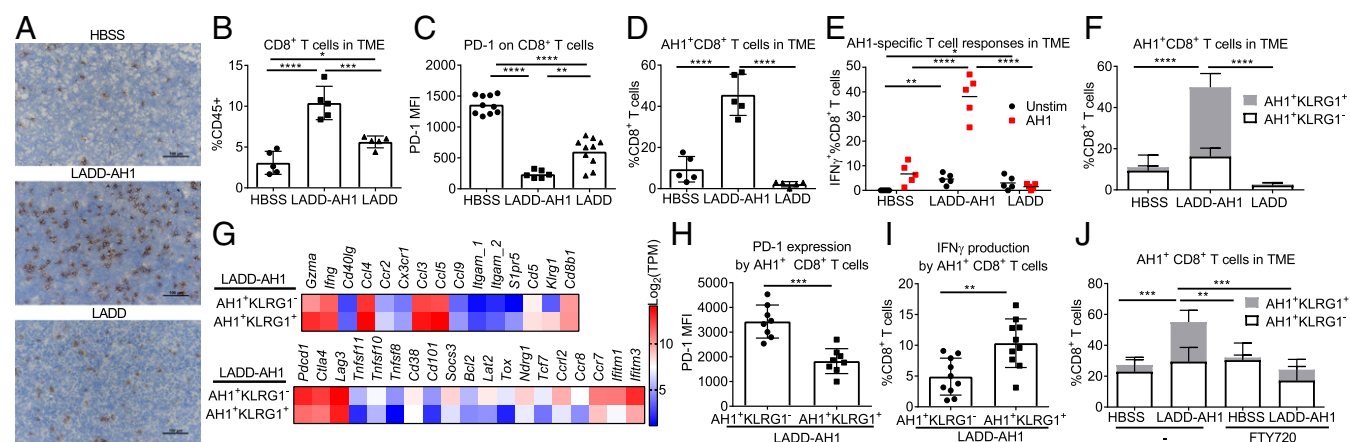 A
HBSS
LADD-AH1
LADD
B
CD8+ T cells in TME
*
**** ***
%CD45+
15
10
5
0
HBSS LADD-AH1 LADD
C
PD-1 on CD8+ T cells
****
**** **
PD-1 MFI
2000
1500
1000
500
0
HBSS LADD-AH1 LADD
D
AH1+CD8+ T cells in TME
**** ****
%CD8+ T cells
60
40
20
0
HBSS LADD-AH1 LADD
E
AH1-specific T cell responses in TME
*
**** ****
**
IFNγ+%CD8+ T cells
50
40
30
20
10
0
Unstim
AH1
HBSS LADD-AH1 LADD
F
AH1+CD8+ T cells in TME
**** ****
%CD8+ T cells
60
40
20
0
AH1+KLRG1+
AH1+KLRG1-
HBSS LADD-AH1 LADD
G
Gzma Ifng Cd40lg Ccl4 Ccr2 Cx3cr1 Ccl3 Ccl5 Ccl9 Itgam_1 Itgam_2 S1pr5 Cd5 Klrg1 Cd8b1
LADD-AH1
AH1+KLRG1-
AH1+KLRG1+
Pdcd1 Ctla4 Lag3 Tnfsf11 Tnfsf10 Tnfsf8 Cd38 Cd101 Socs3 Bcl2 Lat2 Tox Ndrg1 Tcf7 Ccrl2 Ccr8 Ccr7 Ifitm1 Ifitm3
LADD-AH1
AH1+KLRG1-
AH1+KLRG1+
Log2(TPM)
10
5
H
PD-1 expression
by AH1+ CD8+ T cells
***
PD-1 MFI
5000
4000
3000
2000
1000
0
AH1+KLRG1- AH1+KLRG1+
LADD-AH1
I
IFNγ production
by AH1+ CD8+ T cells
**
%CD8+ T cells
15
10
5
0
AH1+KLRG1- AH1+KLRG1+
LADD-AH1
J
AH1+ CD8+ T cells in TME
***
*** **
%CD8+ T cells
80
60
40
20
0
AH1+KLRG1+
AH1+KLRG1-
HBSS LADD-AH1 HBSS LADD-AH1
- FTY720